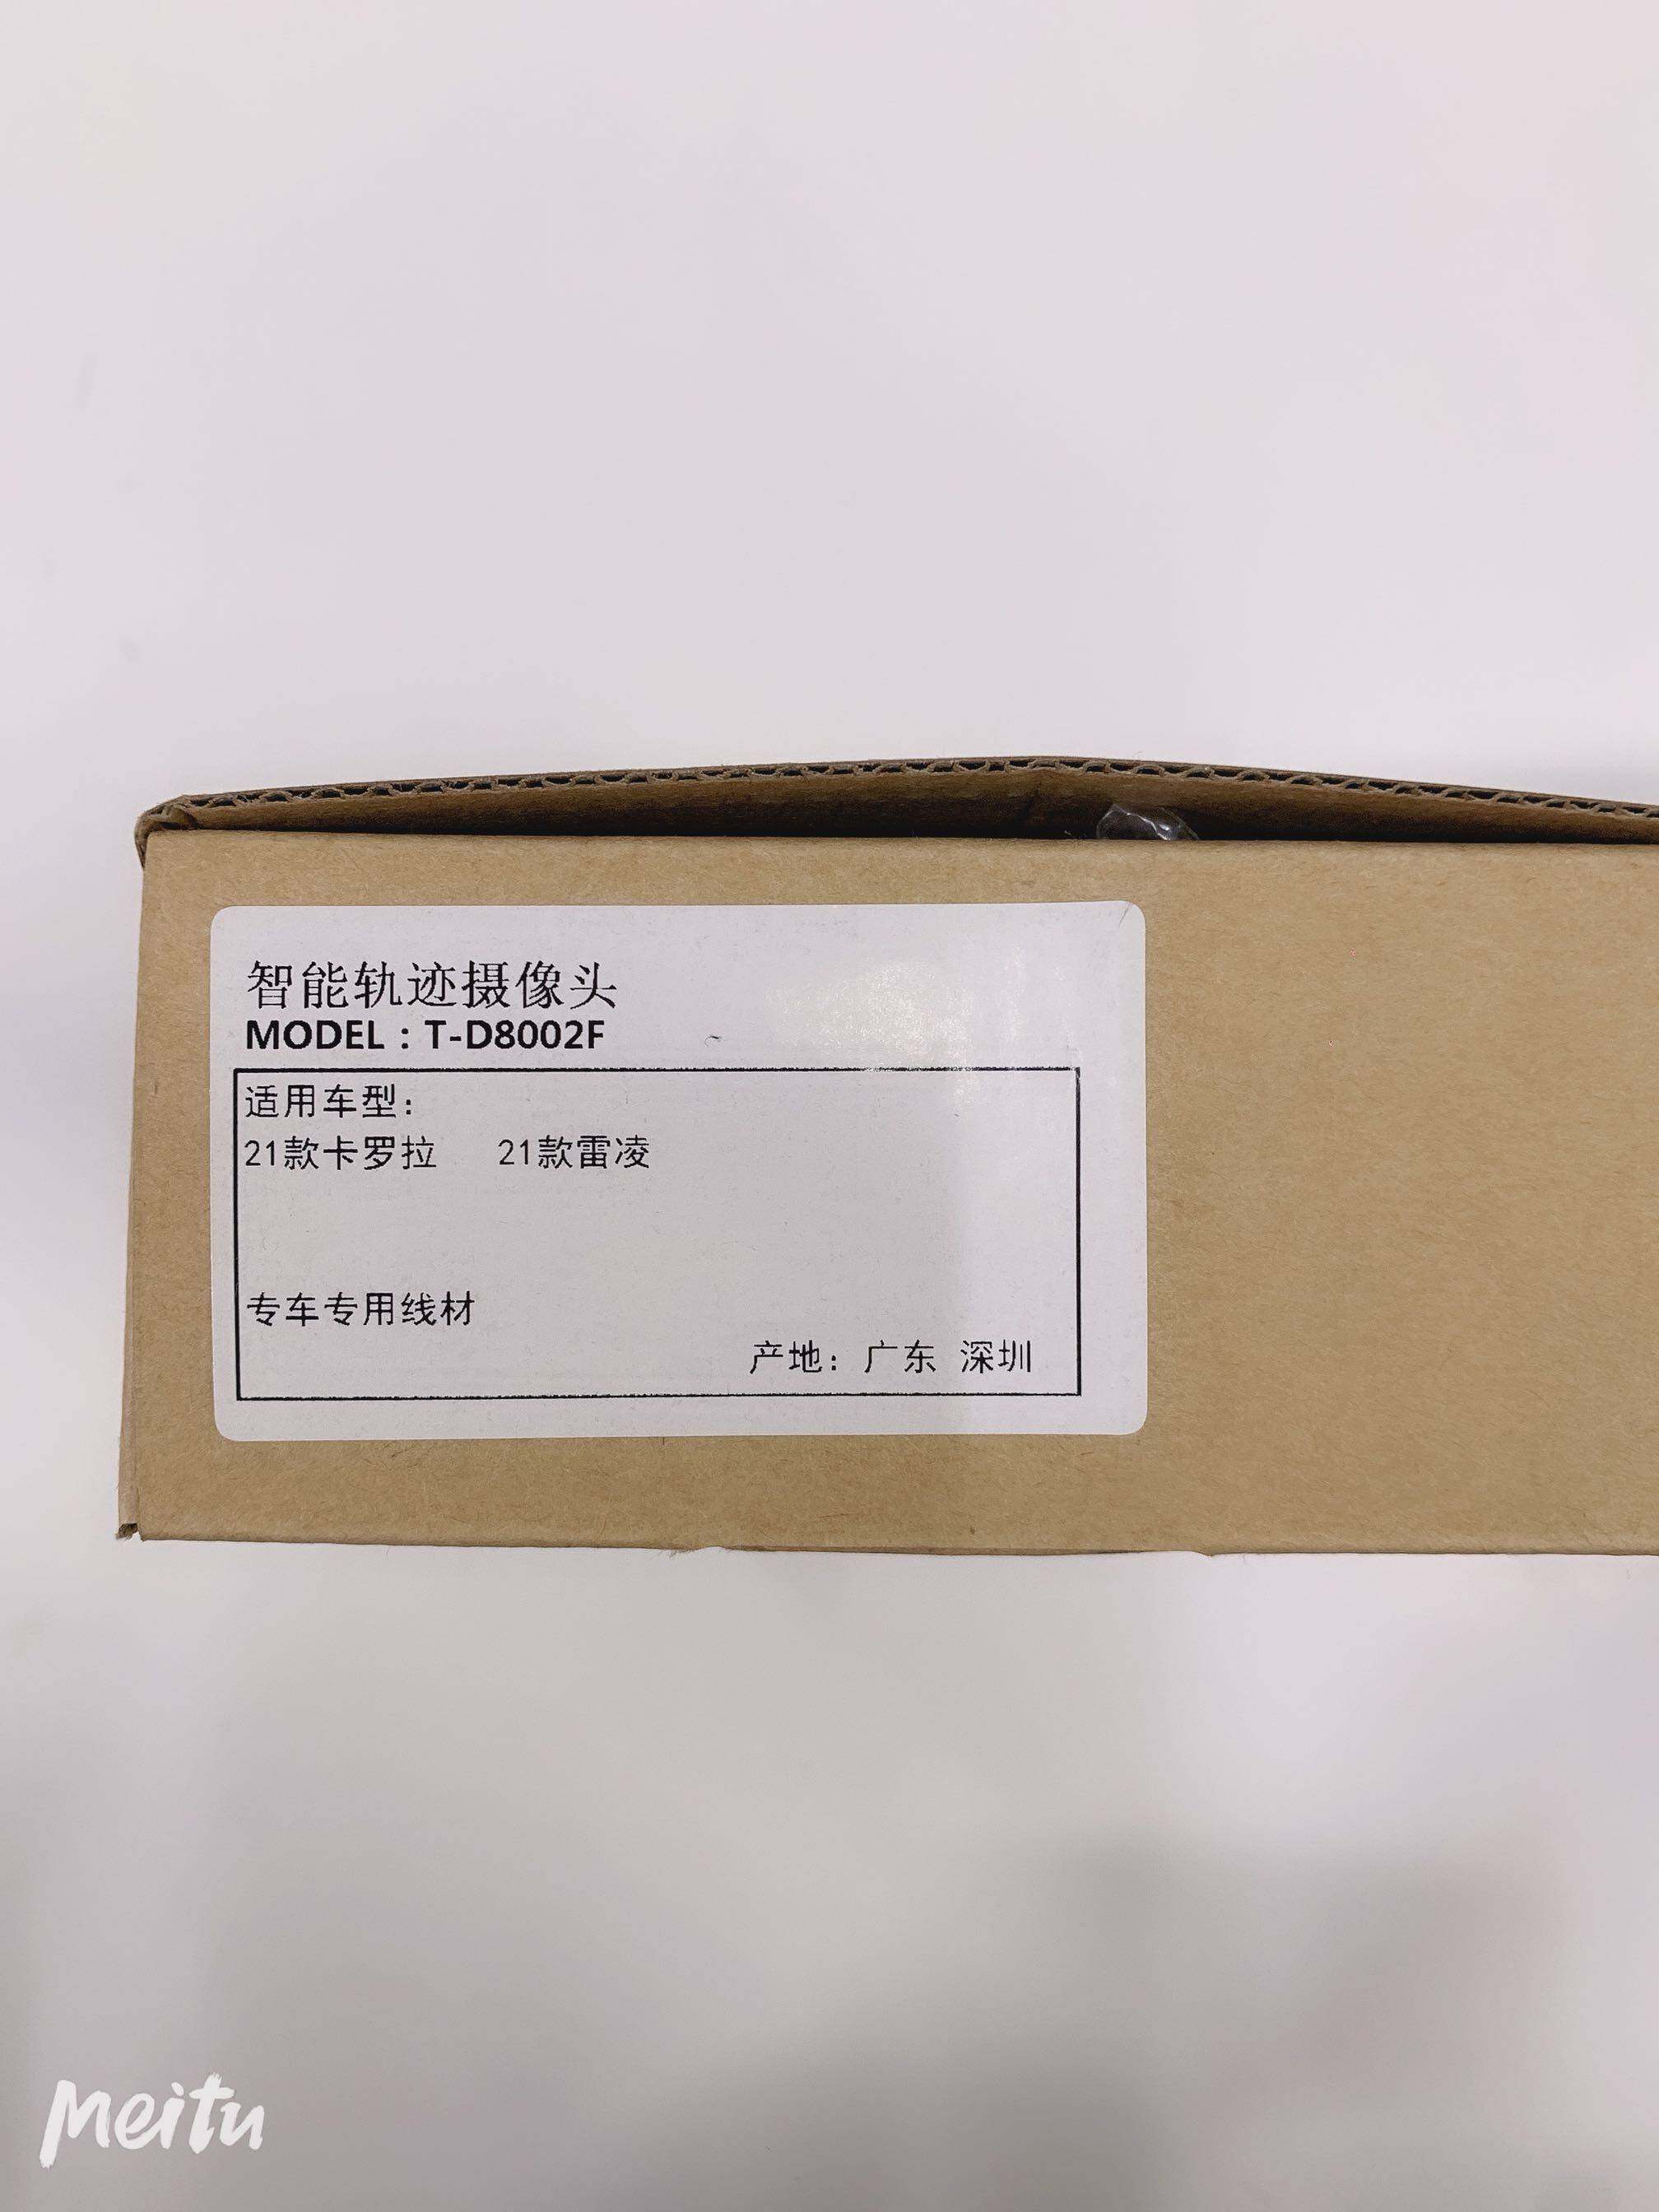 智能轨迹摄像头
MODEL：T-D8002F
适用车型：
21款卡罗拉 21款雷凌
专车专用线材
产地：广东 深圳
Meitu